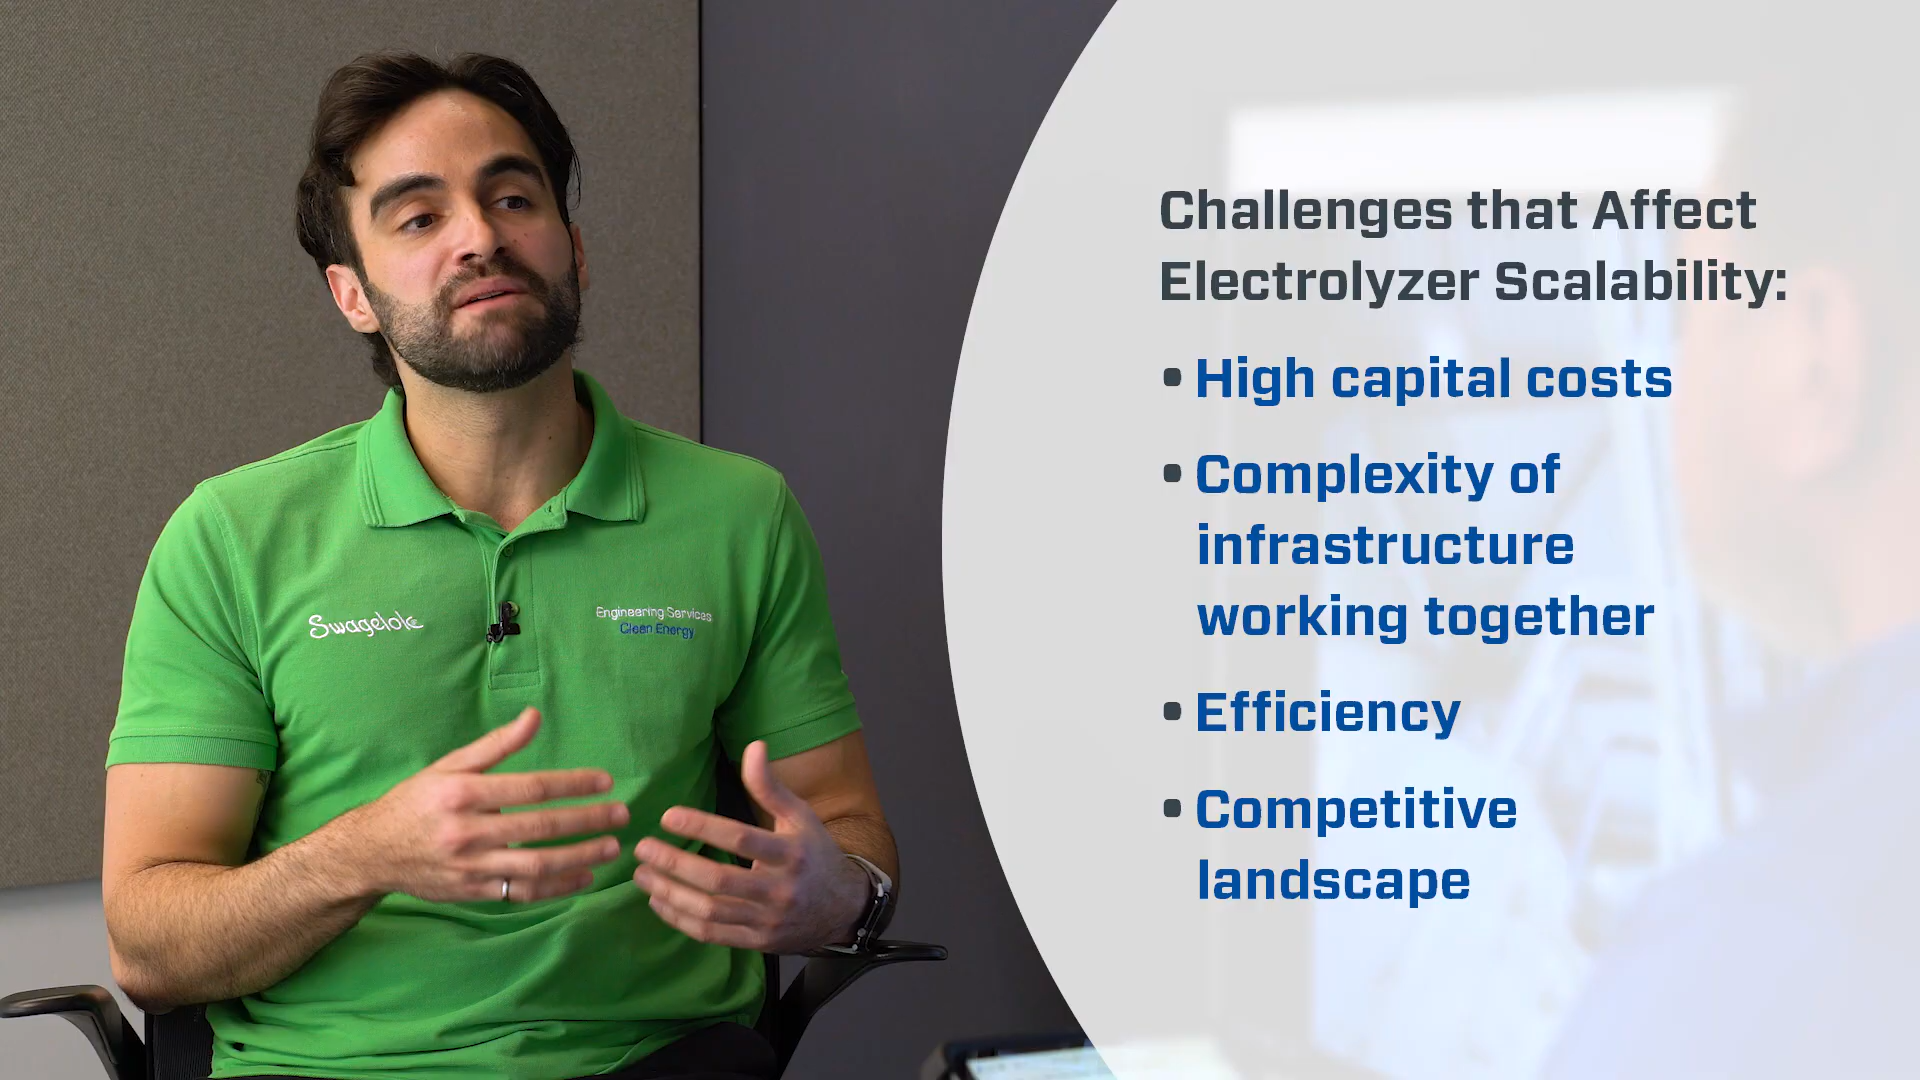 Swagelok
Engineering Services
Clean Energy
Challenges that Affect
Electrolyzer Scalability:
• High capital costs
• Complexity of
infrastructure
working together
• Efficiency
• Competitive
landscape